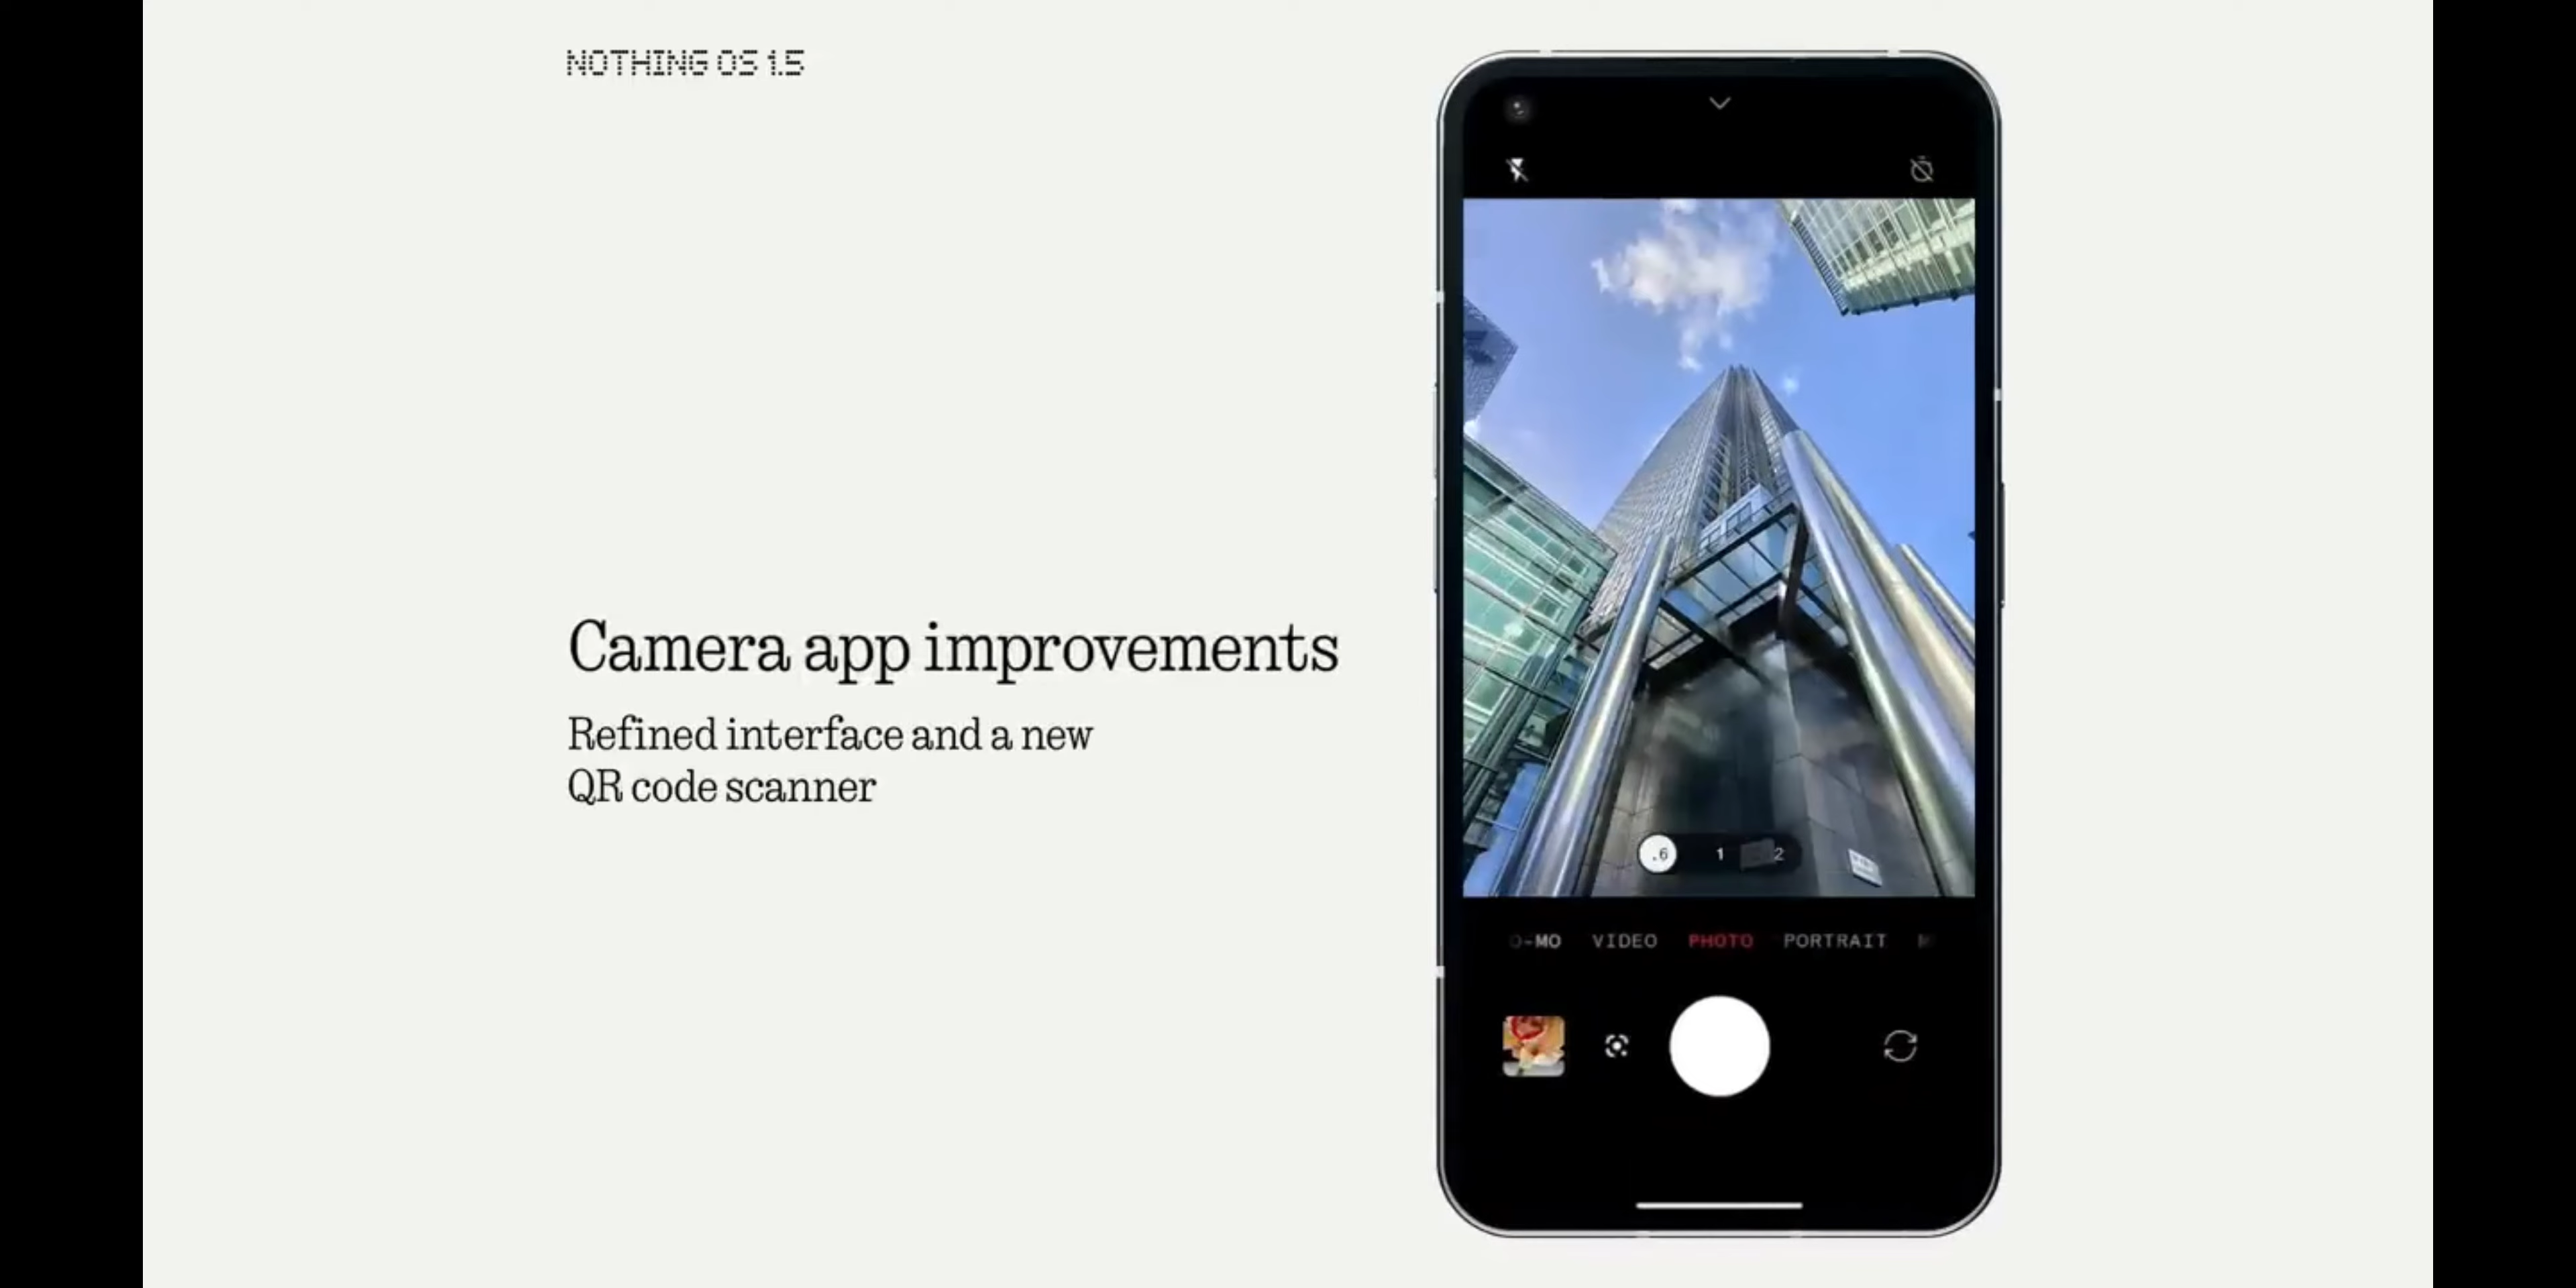 NOTHING OS 1.5
Camera app improvements
Refined interface and a new
QR code scanner
.6 1 2
O-MO VIDEO PHOTO PORTRAIT